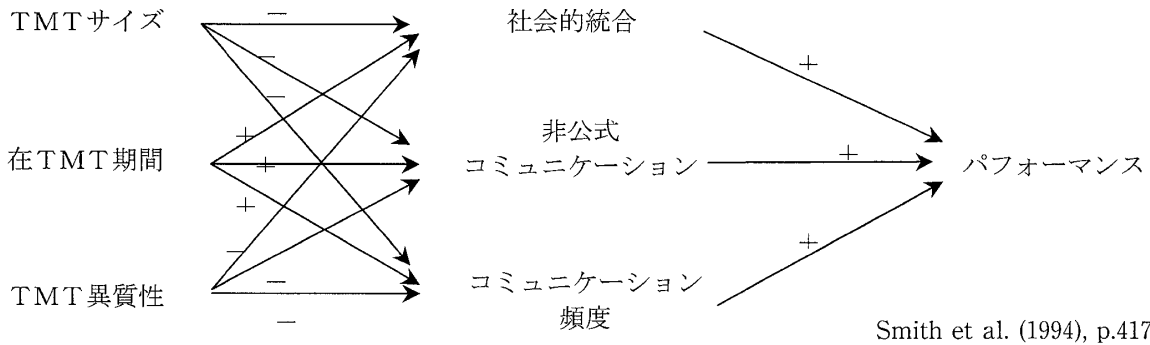 TMTサイズ
社会的統合
在TMT期間
非公式
コミュニケーション
パフォーマンス
TMT異質性
コミュニケーション
頻度
－
－
－
＋
＋
＋
－
－
－
＋
＋
＋
Smith et al. (1994), p.417